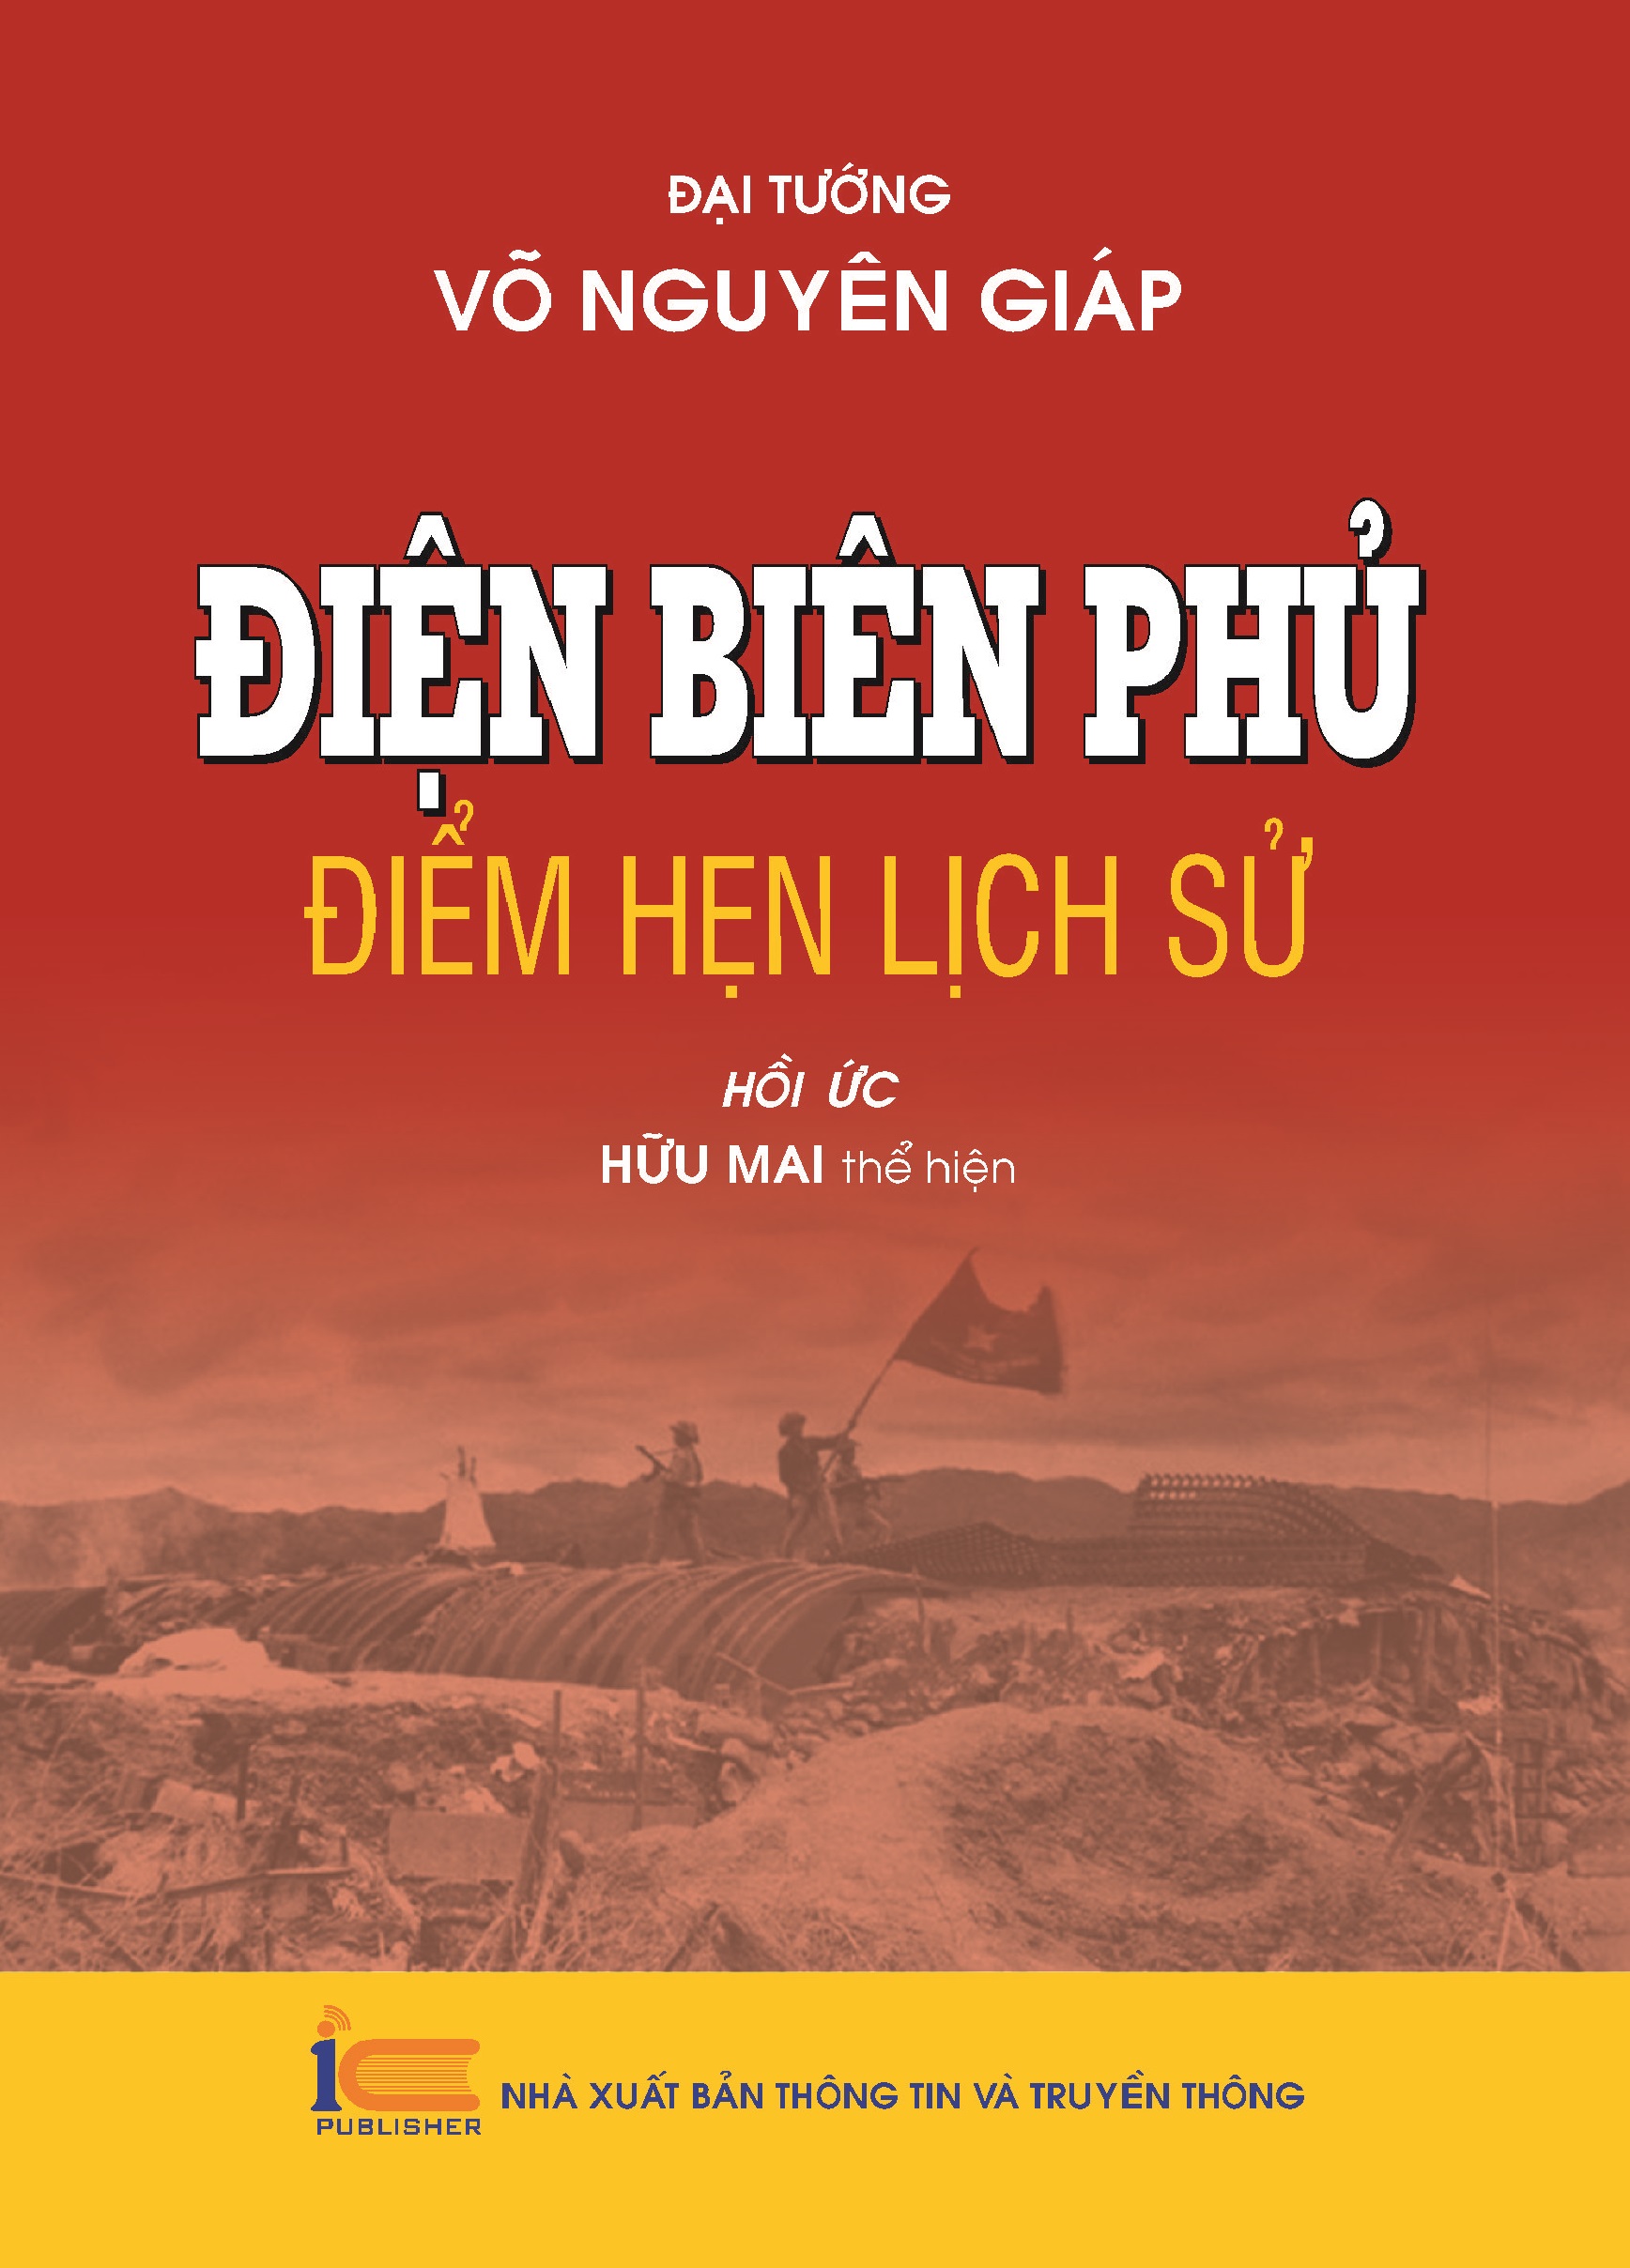 ĐẠI TƯỚNG
VÕ NGUYÊN GIÁP
ĐIỆN BIÊN PHỦ
ĐIỂM HẸN LỊCH SỬ
HỒI ỨC
HỮU MAI thể hiện
iC
PUBLISHER
NHÀ XUẤT BẢN THÔNG TIN VÀ TRUYỀN THÔNG